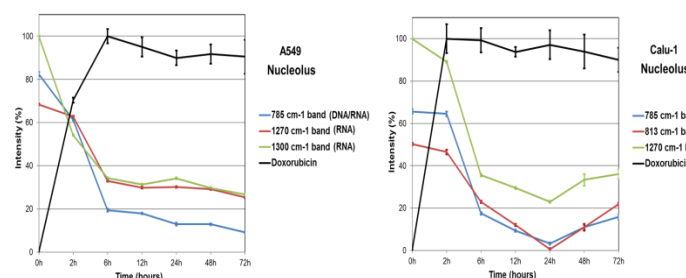 A549
Nucleolus
Intensity (%)
100
80
60
40
20
0
0h 2h 6h 12h 24h 48h 72h
Time (hours)
785 cm-1 band (DNA/RNA)
1270 cm-1 band (RNA)
1300 cm-1 band (RNA)
Doxorubicin
Calu-1
Nucleolus
Intensity (%)
100
80
60
40
20
0
0h 2h 6h 12h 24h 48h 72h
Time (hours)
785 cm-1 ba
813 cm-1 ba
1270 cm-1
Doxorubici